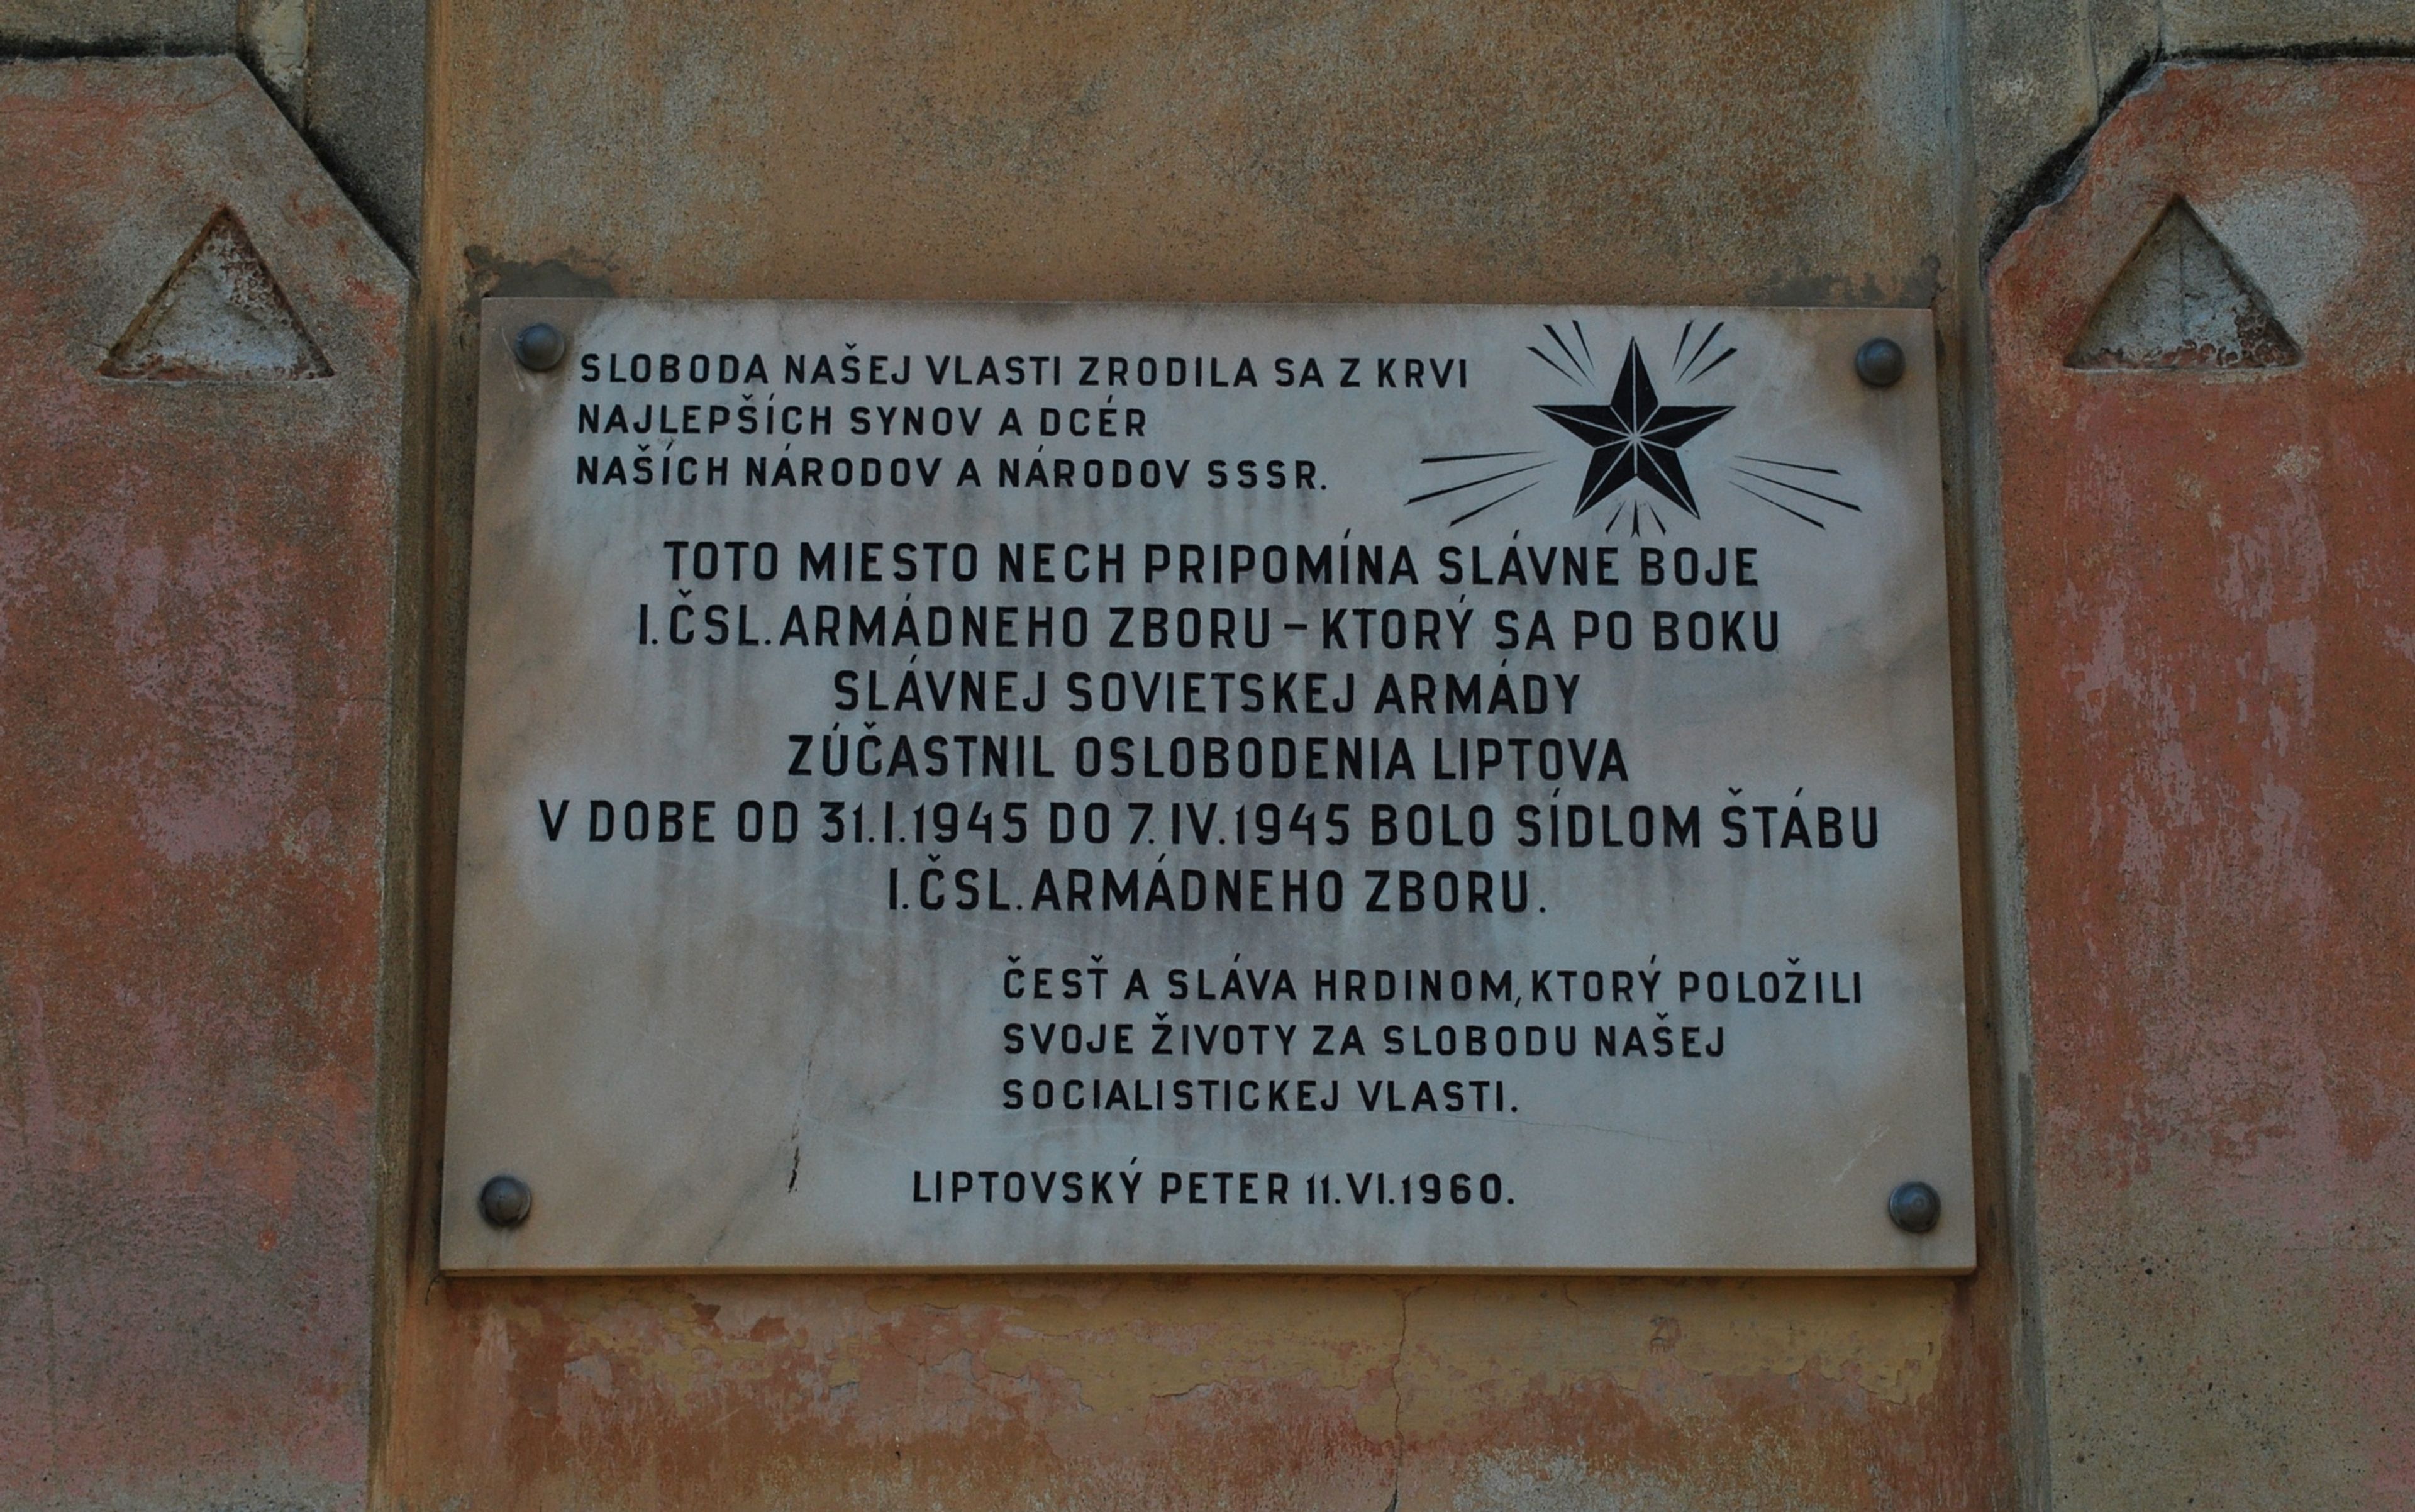 SLOBODA NAŠEJ VLASTI ZRODILA SA Z KRVI
NAJLEPŠÍCH SYNOV A DCÉR
NAŠÍCH NÁRODOV A NÁRODOV SSSR.
TOTO MIESTO NECH PRIPOMÍNA SLÁVNE BOJE
I.ČSL.ARMÁDNEHO ZBORU – KTORÝ SA PO BOKU
SLÁVNEJ SOVIETSKEJ ARMÁDY
ZÚČASTNIL OSLOBODENIA LIPTOVA
V DOBE OD 31.I.1945 DO 7.IV.1945 BOLO SÍDLOM ŠTÁBU
I.ČSL.ARMÁDNEHO ZBORU.
ČESŤ A SLÁVA HRDINOM, KTORÝ POLOŽILI
SVOJE ŽIVOTY ZA SLOBODU NAŠEJ
SOCIALISTICKEJ VLASTI.
LIPTOVSKÝ PETER 11.VI.1960.